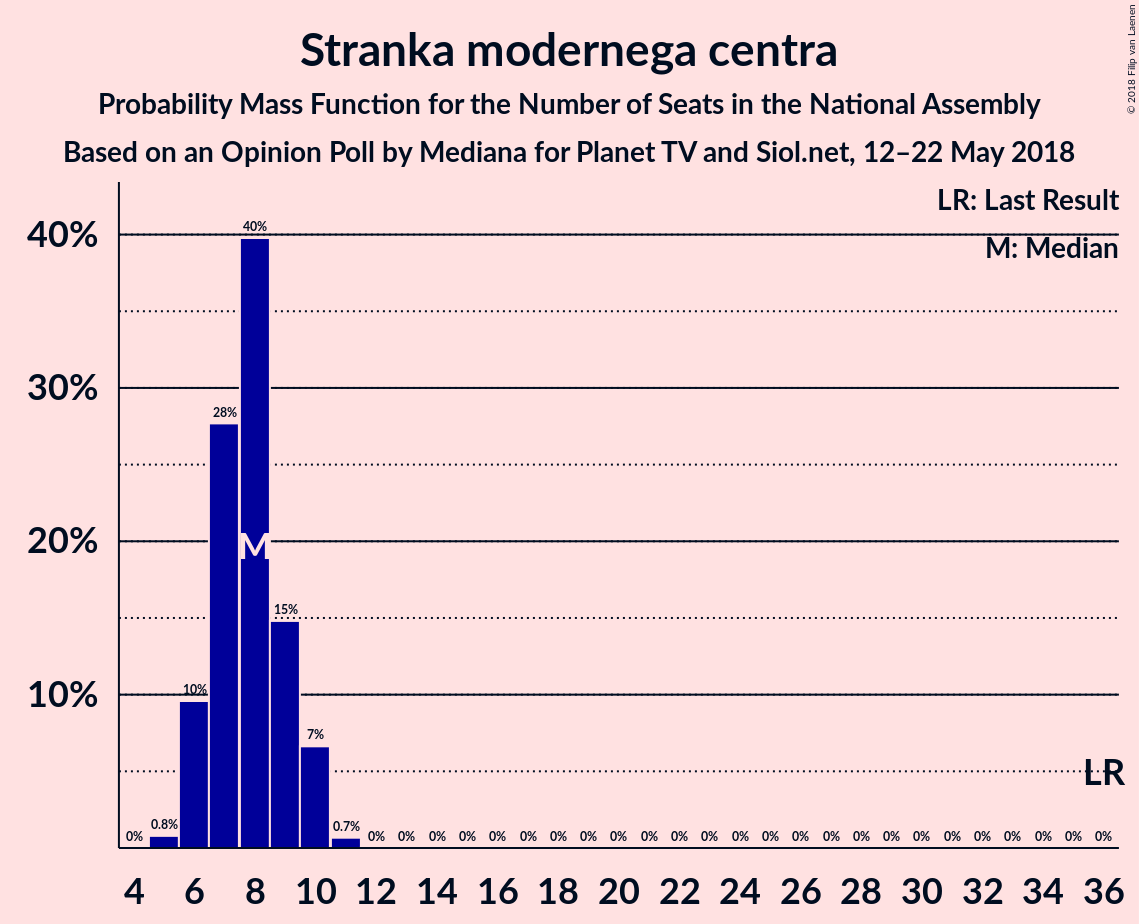 Stranka modernega centra
Probability Mass Function for the Number of Seats in the National Assembly
Based on an Opinion Poll by Mediana for Planet TV and Siol.net, 12–22 May 2018
© 2018 Filip van Laenen
LR: Last Result
M: Median
40%
30%
20%
10%
0% 0.8% 10% 28% 40% 15% 7% 0.7% 0% 0% 0% 0% 0% 0% 0% 0% 0% 0% 0% 0% 0% 0% 0% 0% 0% 0% 0% 0% 0% 0% 0% 0% 0%
M
LR
4 6 8 10 12 14 16 18 20 22 24 26 28 30 32 34 36